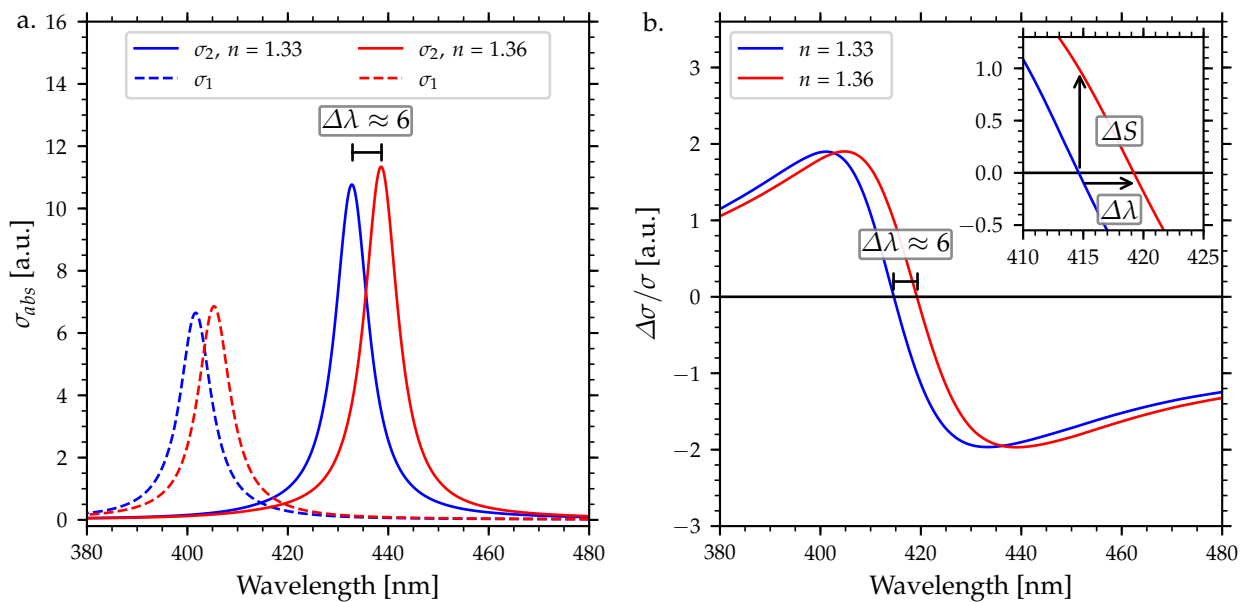 a.
16
14
12
10
8
6
4
2
0
σ₂, n = 1.33
σ₁
σ₂, n = 1.36
σ₁
Δλ ≈ 6
σabs [a.u.]
380
400
420
440
460
480
Wavelength [nm]
b.
3
2
1
0
−1
−2
−3
n = 1.33
n = 1.36
Δλ ≈ 6
Δσ/σ [a.u.]
380
400
420
440
460
480
Wavelength [nm]
1.0
0.5
0.0
−0.5
ΔS
Δλ
410
415
420
425